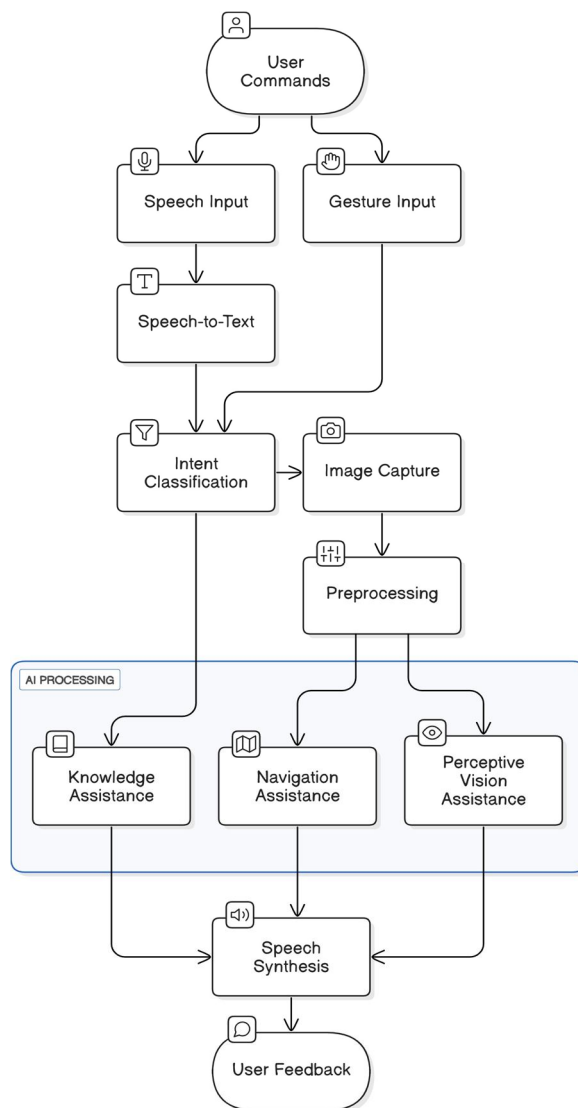 User
Commands
Speech Input
Gesture Input
Speech-to-Text
Intent
Classification
Image Capture
Preprocessing
AI PROCESSING
Knowledge
Assistance
Navigation
Assistance
Perceptive
Vision
Assistance
Speech
Synthesis
User Feedback